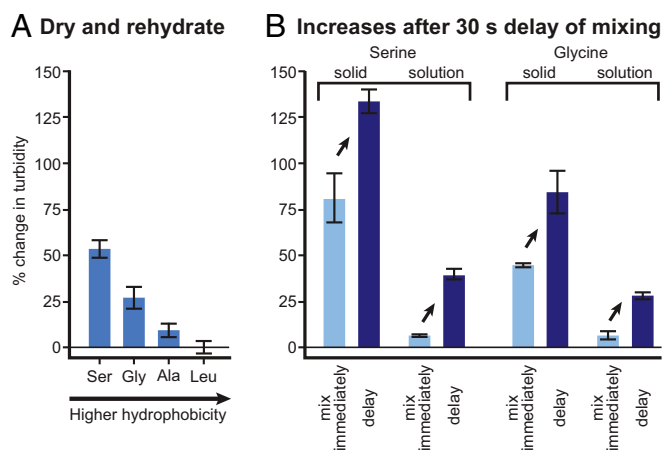 A Dry and rehydrate
% change in turbidity
150
125
100
75
50
25
0
Ser Gly Ala Leu
Higher hydrophobicity
B Increases after 30 s delay of mixing
Serine Glycine
solid solution solid solution
150
125
100
75
50
25
0
mix
immediately
delay
mix
immediately
delay
mix
immediately
delay
mix
immediately
delay